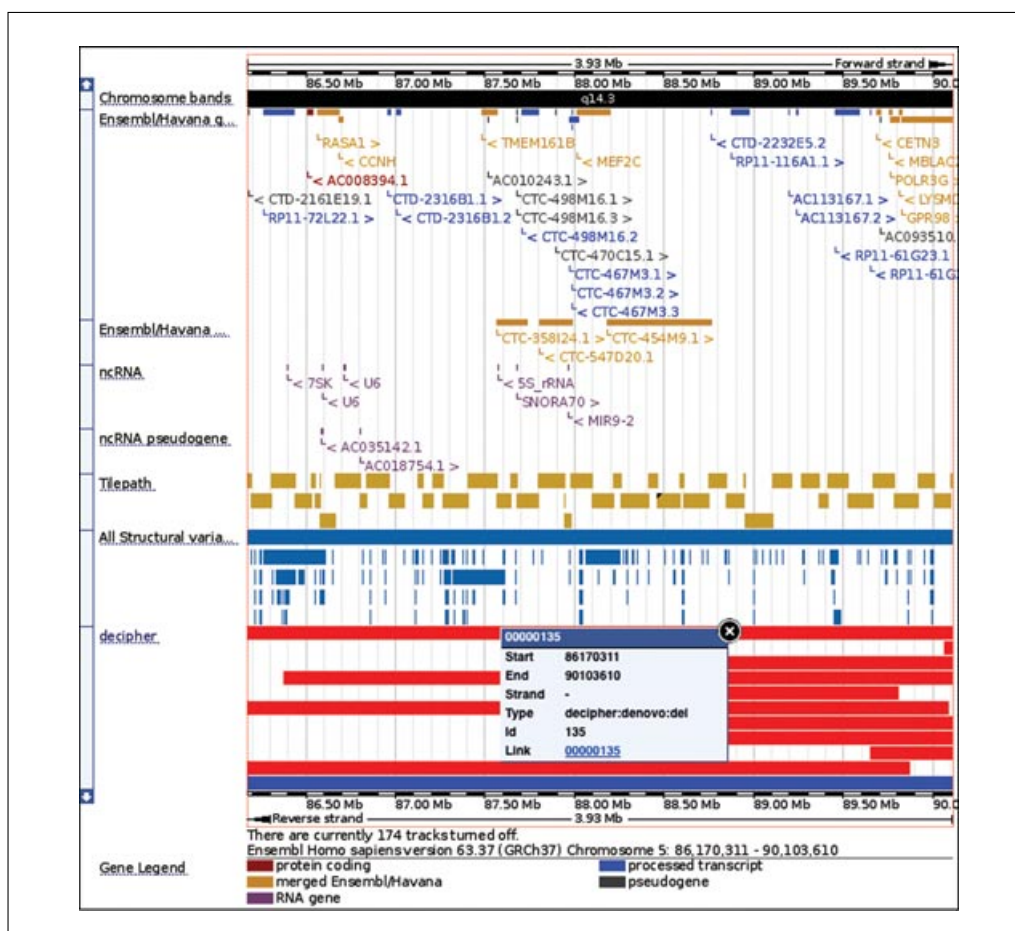 3.93 Mb Forward strand
86.50 Mb 87.00 Mb 87.50 Mb 88.00 Mb 88.50 Mb 89.00 Mb 89.50 Mb 90.0
Chromosome bands q14.3
Ensembl/Havana g...
RASA1 > < TMEM161B < CTD-2232E5.2 < CETN3
< CCNH < MEF2C RP11-116A1.1 > < MBLAC2
< AC008394.1 AC010243.1 > POLR3G >
< CTD-2161E19.1 CTD-2316B1.1 > CTC-498M16.1 > AC113167.1 > < LYSMD
RP11-72L22.1 > < CTD-2316B1.2 CTC-498M16.3 > AC113167.2 > GPR98 >
< CTC-498M16.2 AC093510.
CTC-470C15.1 > < RP11-61G23.1
CTC-467M3.1 > < RP11-61G
CTC-467M3.2 >
< CTC-467M3.3
Ensembl/Havana ...
CTC-358I24.1 > CTC-454M9.1 >
< CTC-547D20.1
ncRNA
< 7SK < U6 < 5S_rRNA
< U6 SNORA70 >
< MIR9-2
ncRNA pseudogene
< AC035142.1
AC018754.1 >
Tilepath
All Structural varia...
decipher
00000135
Start 86170311
End 90103610
Strand -
Type decipher:denovo:del
Id 135
Link 00000135
86.50 Mb 87.00 Mb 87.50 Mb 88.00 Mb 88.50 Mb 89.00 Mb 89.50 Mb 90.0
Reverse strand 3.93 Mb
There are currently 174 tracks turned off.
Ensembl Homo sapiens version 63.37 (GRCh37) Chromosome 5: 86,170,311 - 90,103,610
Gene Legend
protein coding processed transcript
merged Ensembl/Havana pseudogene
RNA gene